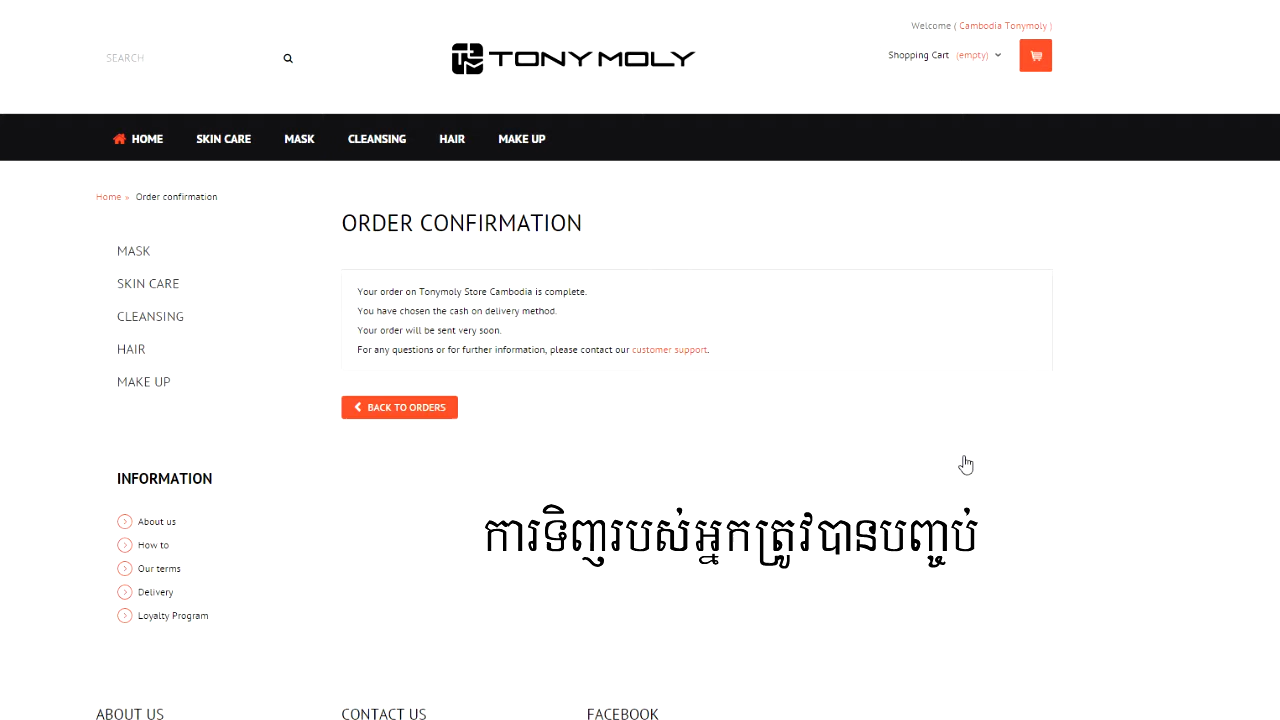 Welcome ( Cambodia Tonymoly )
SEARCH
TTM TONYMOLY
Shopping Cart (empty)
HOME SKIN CARE MASK CLEANSING HAIR MAKE UP
Home » Order confirmation
ORDER CONFIRMATION
MASK
SKIN CARE
CLEANSING
HAIR
MAKE UP
Your order on Tonymoly Store Cambodia is complete.
You have chosen the cash on delivery method.
Your order will be sent very soon.
For any questions or for further information, please contact our customer support.
BACK TO ORDERS
INFORMATION
About us
How to
Our terms
Delivery
Loyalty Program
ការទិញរបស់អ្នកត្រូវបានបញ្ចប់
ABOUT US CONTACT US FACEBOOK